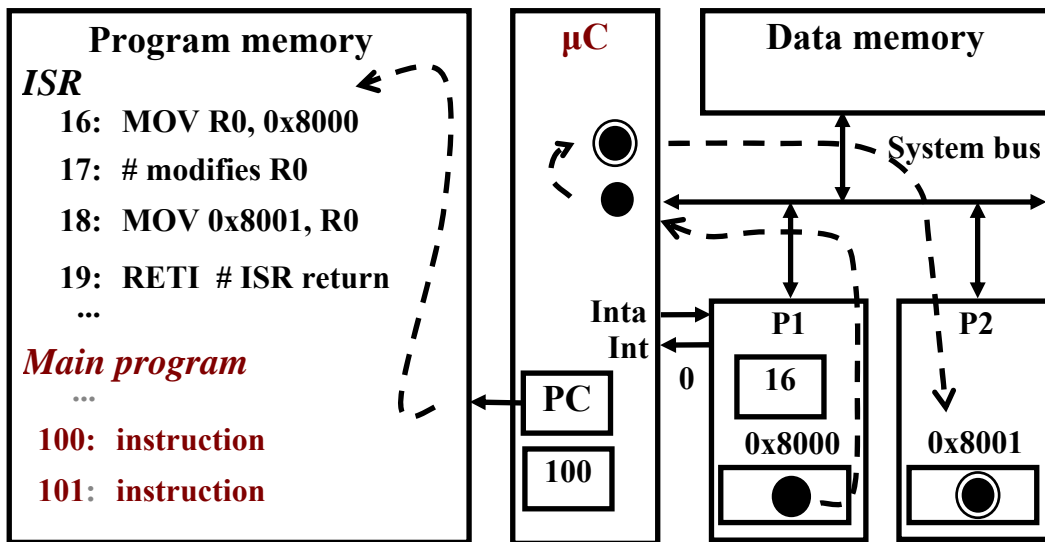 Program memory
ISR
16: MOV R0, 0x8000
17: # modifies R0
18: MOV 0x8001, R0
19: RETI # ISR return
...
Main program
...
100: instruction
101: instruction
μC
Inta
Int
PC
100
Data memory
System bus
0
P1
16
0x8000
P2
0x8001